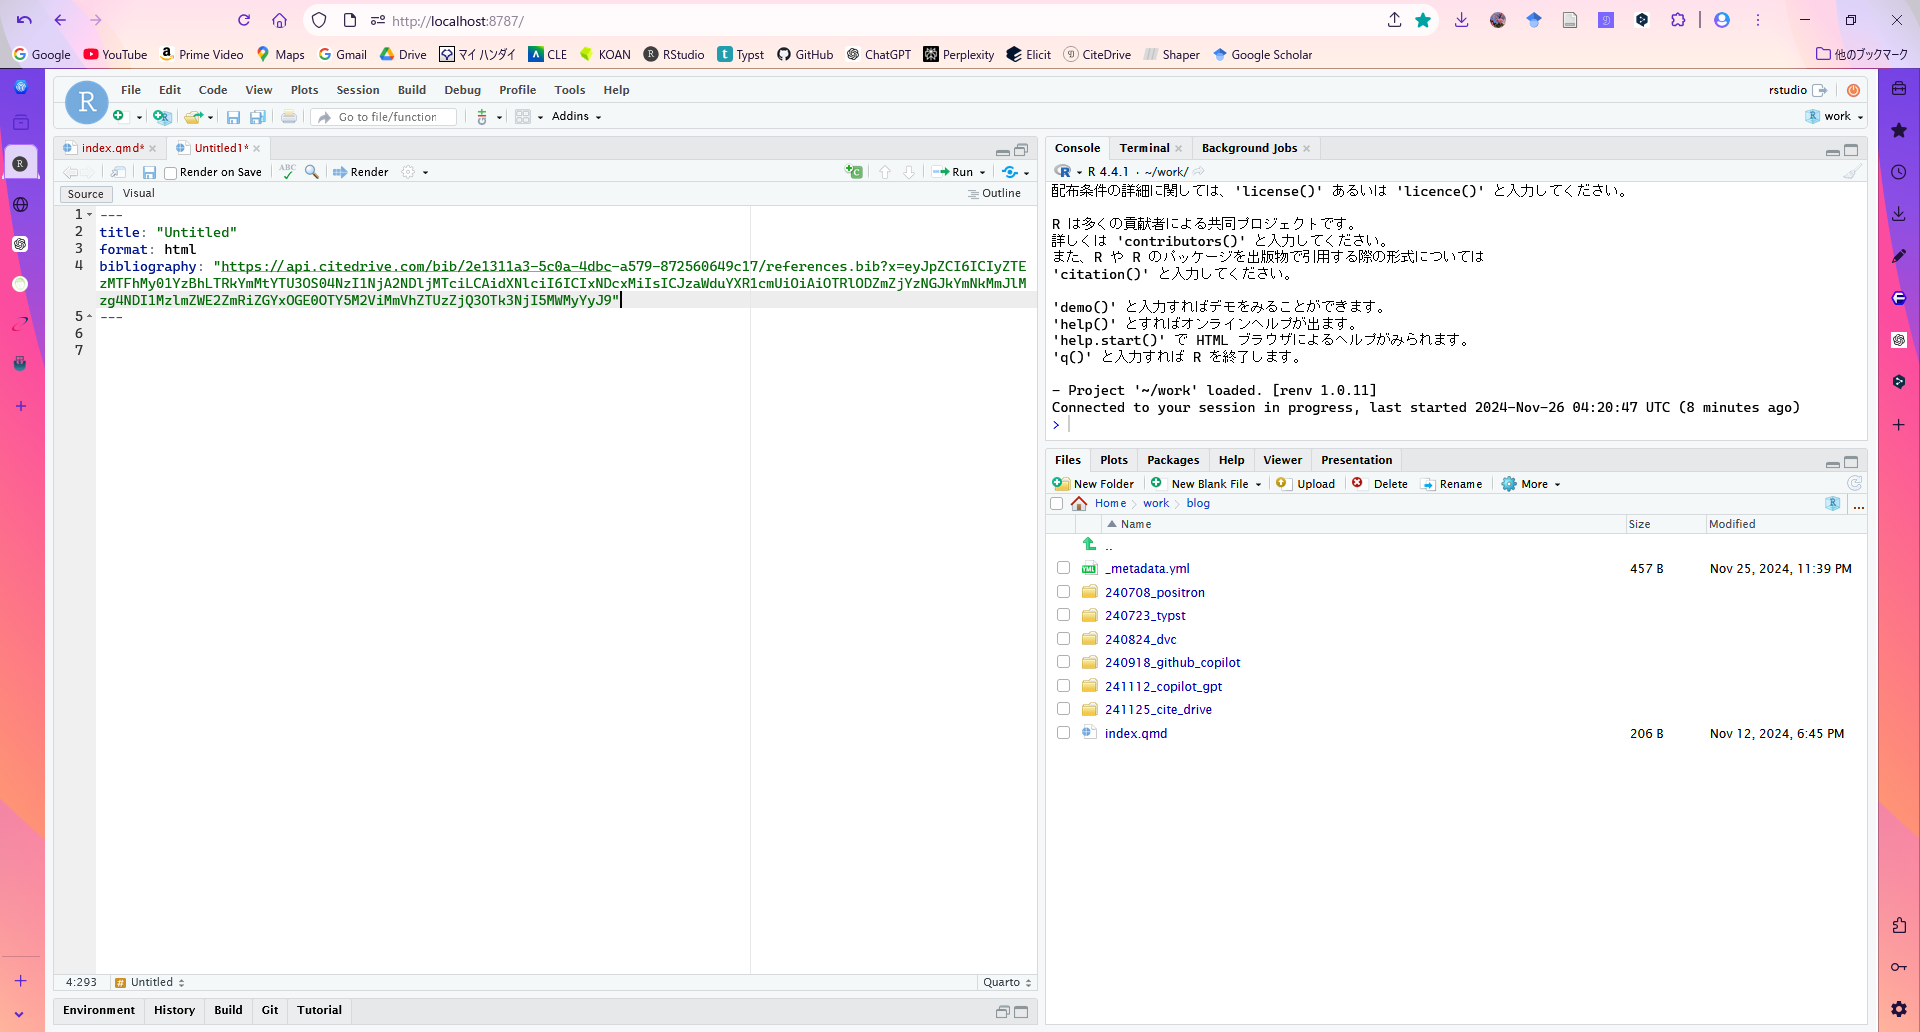 http://localhost:8787/
Google YouTube Prime Video Maps Gmail Drive マイ ハンダイ CLE KOAN RStudio Typst GitHub ChatGPT Perplexity Elicit CiteDrive Shaper Google Scholar 他のブックマーク
File Edit Code View Plots Session Build Debug Profile Tools Help
rstudio
Go to file/function Addins
work
index.qmd* Untitled1*
Render on Save ABC Render Run
Source Visual Outline
1 ---
2 title: "Untitled"
3 format: html
4 bibliography: "https://api.citedrive.com/bib/2e1311a3-5c0a-4dbc-a579-872560649c17/references.bib?x=eyJpZCI6ICIyZTE
zMTFhMy01YzBhLTRkYmMtYTU3OS04NzI1NjA2NDljMTciLCAidXNlciI6ICIxNDcxMiIsICJzaWduYXR1cmUiOiAiOTRlODZmZjYzNGJkYmNkMmJlM
zg4NDI1MzlmZWE2ZmRiZGYxOGE0OTY5M2ViMmVhZTUzZjQ3OTk3NjI5MWMyYyJ9"
5 ---
6
7
4:293 Untitled Quarto
Environment History Build Git Tutorial
Console Terminal Background Jobs
R 4.4.1 · ~/work/
配布条件の詳細に関しては、'license()' あるいは 'licence()' と入力してください。
R は多くの貢献者による共同プロジェクトです。
詳しくは 'contributors()' と入力してください。
また、R や R のパッケージを出版物で引用する際の形式については
'citation()' と入力してください。
'demo()' と入力すればデモをみることができます。
'help()' とすればオンラインヘルプが出ます。
'help.start()' で HTML ブラウザによるヘルプがみられます。
'q()' と入力すれば R を終了します。
- Project '~/work' loaded. [renv 1.0.11]
Connected to your session in progress, last started 2024-Nov-26 04:20:47 UTC (8 minutes ago)
>
Files Plots Packages Help Viewer Presentation
New Folder New Blank File Upload Delete Rename More
Home work blog ...
Name Size Modified
..
_metadata.yml 457 B Nov 25, 2024, 11:39 PM
240708_positron
240723_typst
240824_dvc
240918_github_copilot
241112_copilot_gpt
241125_cite_drive
index.qmd 206 B Nov 12, 2024, 6:45 PM